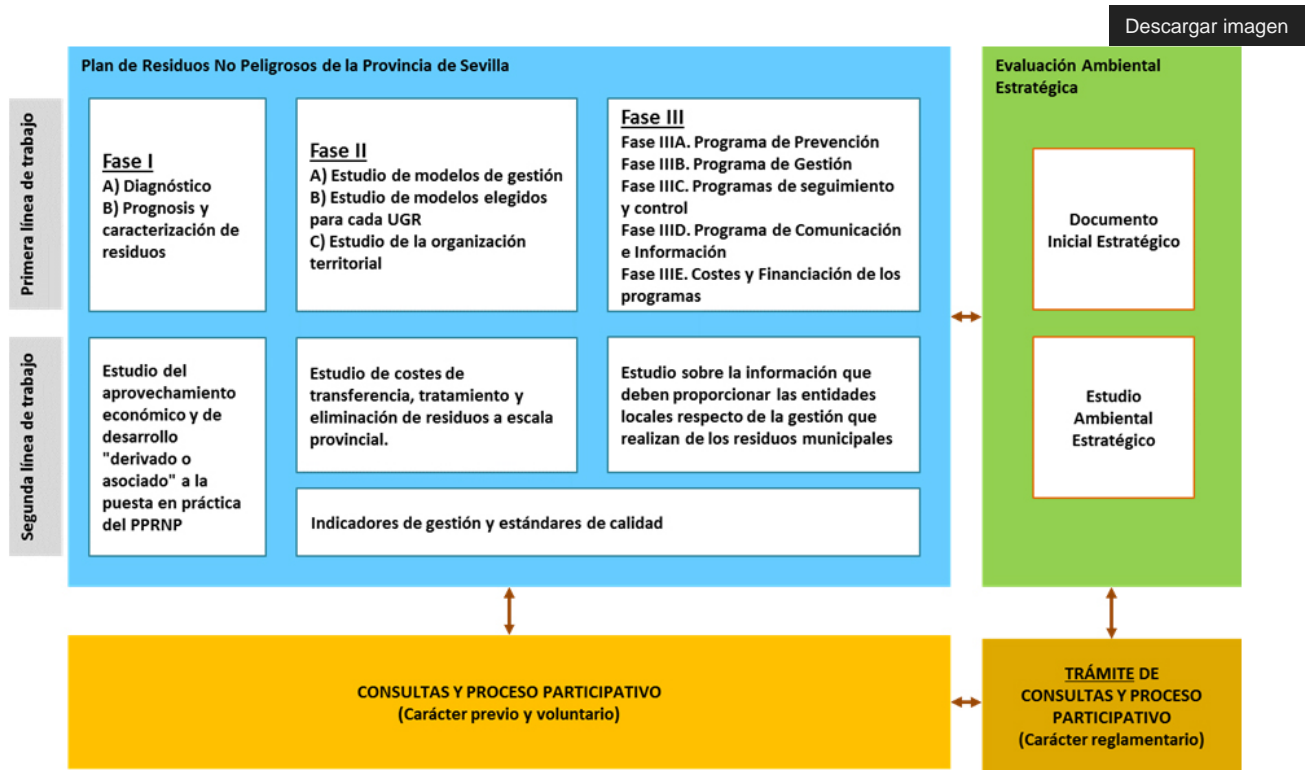 Descargar imagen
Plan de Residuos No Peligrosos de la Provincia de Sevilla
Evaluación Ambiental
Estratégica
Primera línea de trabajo
Fase I
A) Diagnóstico
B) Prognosis y
caracterización de
residuos
Fase II
A) Estudio de modelos de gestión
B) Estudio de modelos elegidos
para cada UGR
C) Estudio de la organización
territorial
Fase III
Fase IIIA. Programa de Prevención
Fase IIIB. Programa de Gestión
Fase IIIC. Programas de seguimiento
y control
Fase IIID. Programa de Comunicación
e Información
Fase IIIE. Costes y Financiación de los
programas
Documento
Inicial Estratégico
Segunda línea de trabajo
Estudio del
aprovechamiento
económico y de
desarrollo
"derivado o
asociado" a la
puesta en práctica
del PPRNP
Estudio de costes de
transferencia, tratamiento y
eliminación de residuos a escala
provincial.
Estudio sobre la información que
deben proporcionar las entidades
locales respecto de la gestión que
realizan de los residuos municipales
Indicadores de gestión y estándares de calidad
Estudio
Ambiental
Estratégico
CONSULTAS Y PROCESO PARTICIPATIVO
(Carácter previo y voluntario)
TRÁMITE DE
CONSULTAS Y PROCESO
PARTICIPATIVO
(Carácter reglamentario)